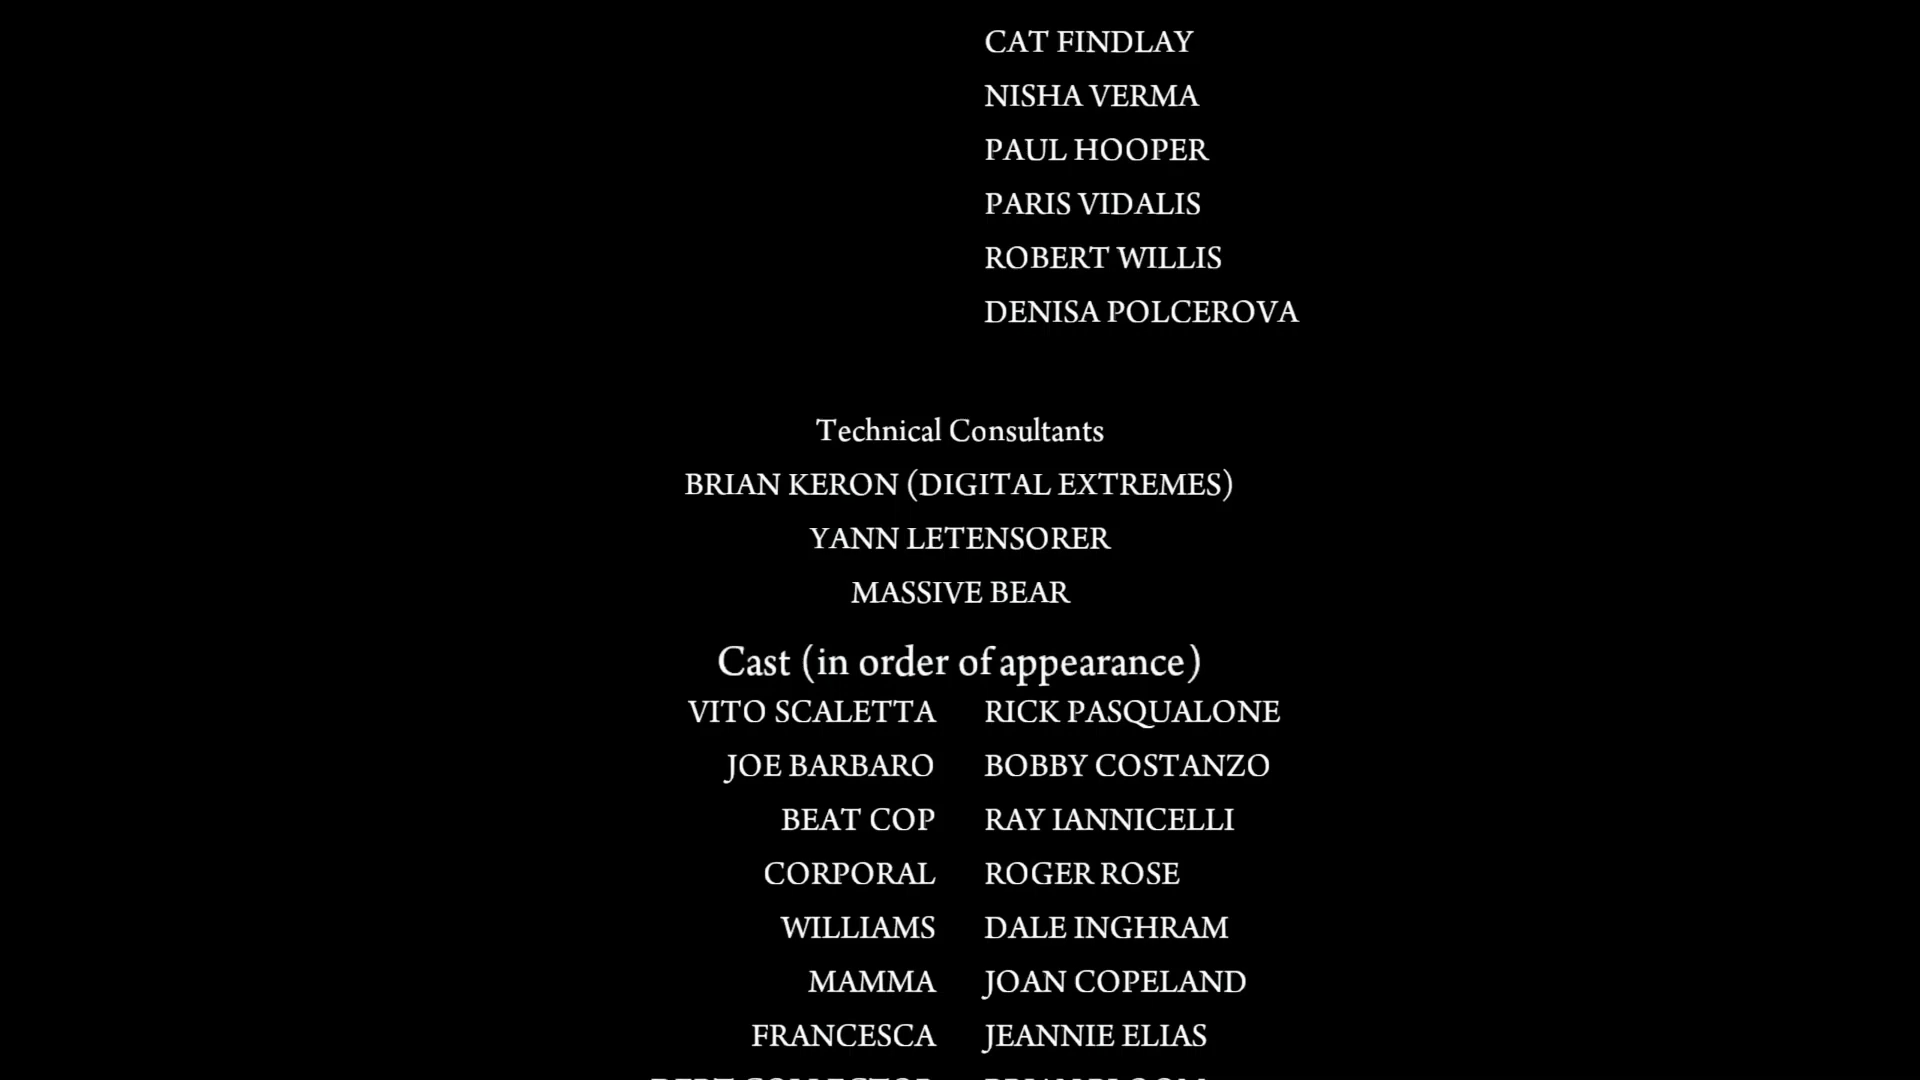 CAT FINDLAY
NISHA VERMA
PAUL HOOPER
PARIS VIDALIS
ROBERT WILLIS
DENISA POLCEROVA
Technical Consultants
BRIAN KERON (DIGITAL EXTREMES)
YANN LETENSORER
MASSIVE BEAR
Cast (in order of appearance)
VITO SCALETTA RICK PASQUALONE
JOE BARBARO BOBBY COSTANZO
BEAT COP RAY IANNICELLI
CORPORAL ROGER ROSE
WILLIAMS DALE INGHRAM
MAMMA JOAN COPELAND
FRANCESCA JEANNIE ELIAS